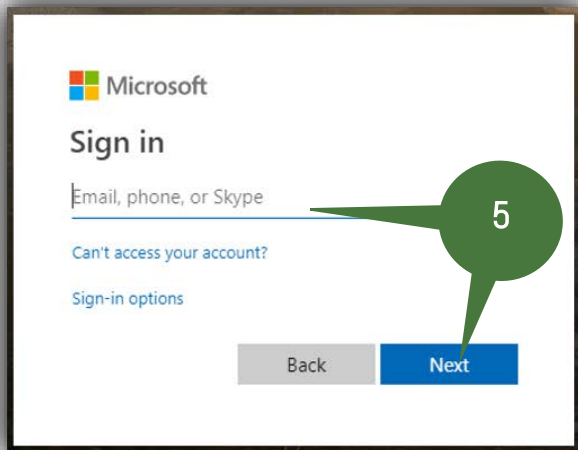 Microsoft
Sign in
Email, phone, or Skype
5
Can't access your account?
Sign-in options
Back Next